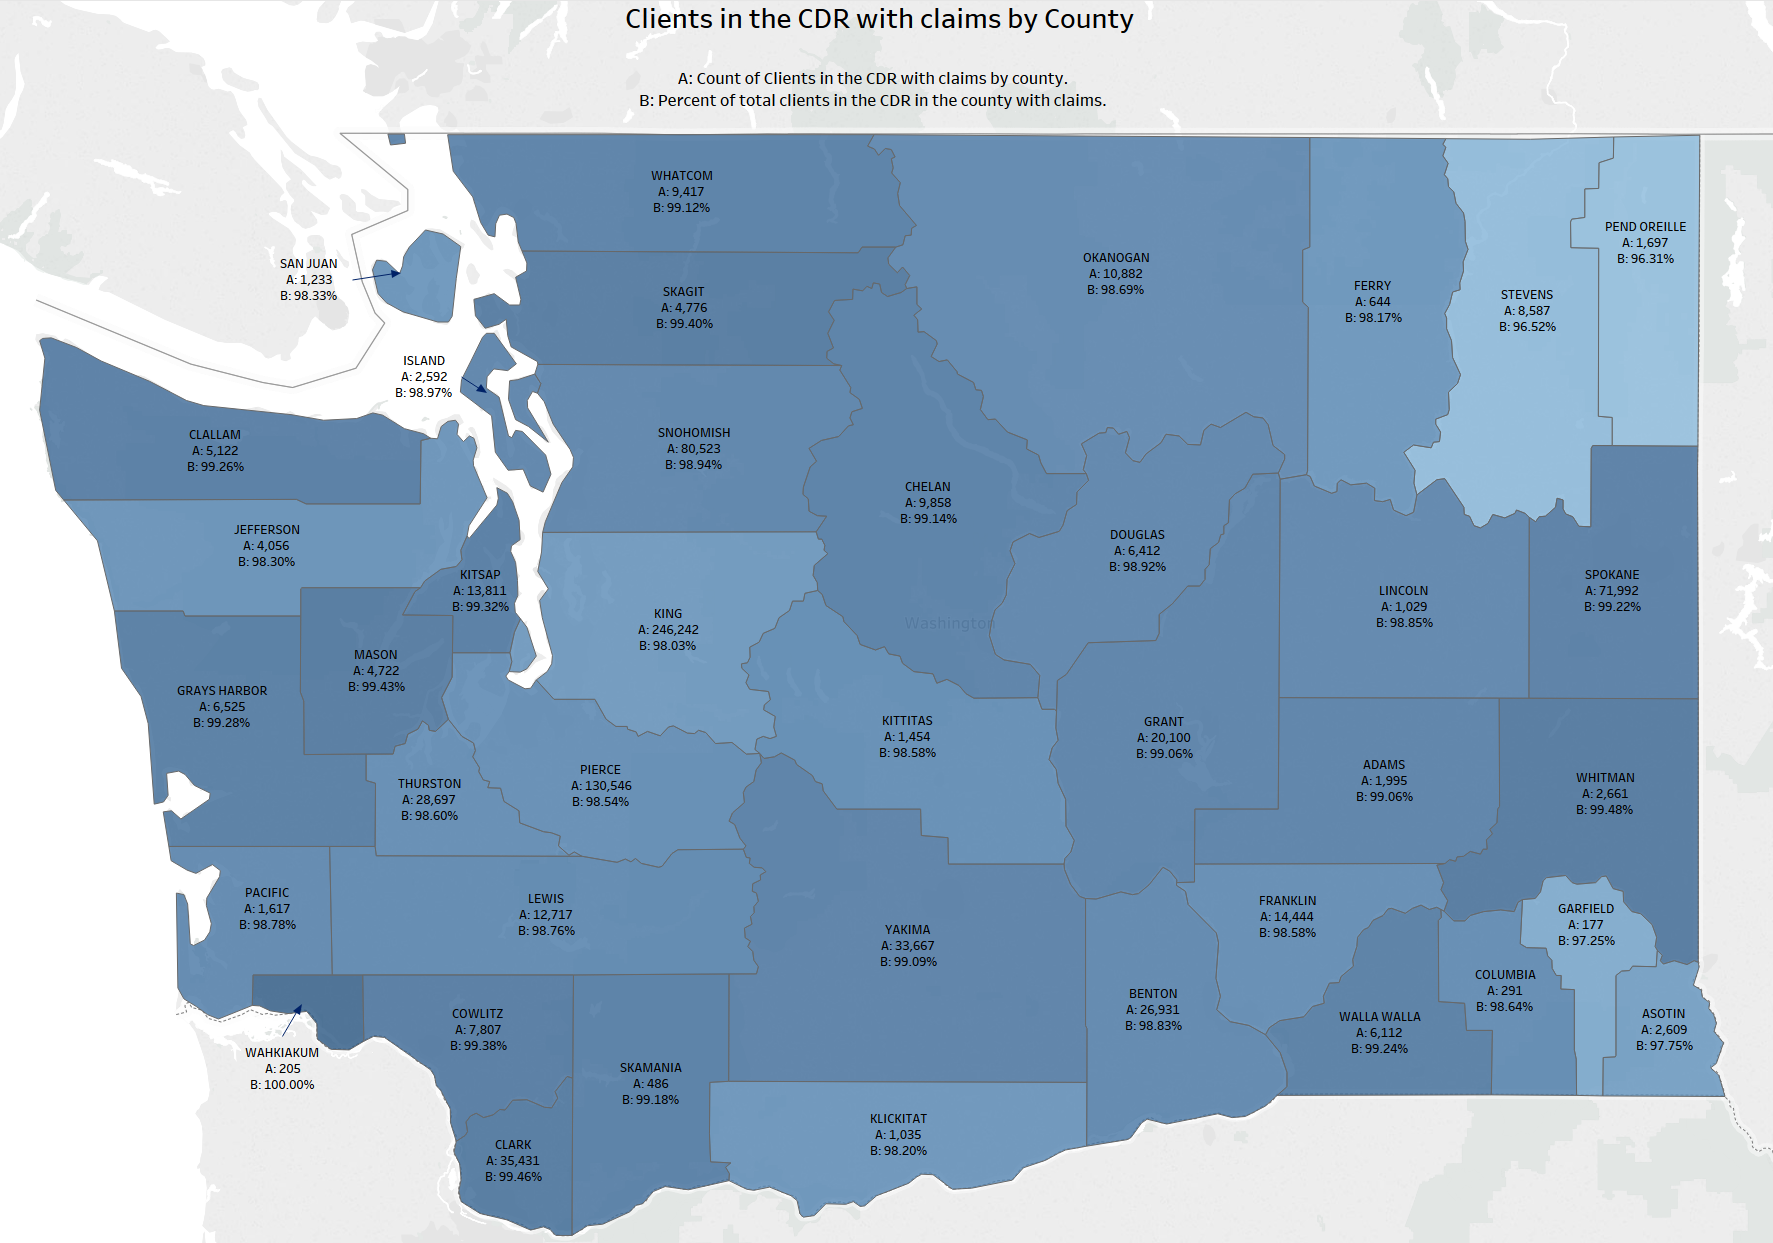 Clients in the CDR with claims by County
A: Count of Clients in the CDR with claims by county.
B: Percent of total clients in the CDR in the county with claims.
WHATCOM
A: 9,417
B: 99.12%
SAN JUAN
A: 1,233
B: 98.33%
SKAGIT
A: 4,776
B: 99.40%
OKANOGAN
A: 10,882
B: 98.69%
FERRY
A: 644
B: 98.17%
STEVENS
A: 8,587
B: 96.52%
PEND OREILLE
A: 1,697
B: 96.31%
ISLAND
A: 2,592
B: 98.97%
CLALLAM
A: 5,122
B: 99.26%
SNOHOMISH
A: 80,523
B: 98.94%
CHELAN
A: 9,858
B: 99.14%
DOUGLAS
A: 6,412
B: 98.92%
JEFFERSON
A: 4,056
B: 98.30%
KITSAP
A: 13,811
B: 99.32%
KING
A: 246,242
B: 98.03%
Washington
LINCOLN
A: 1,029
B: 98.85%
SPOKANE
A: 71,992
B: 99.22%
MASON
A: 4,722
B: 99.43%
GRAYS HARBOR
A: 6,525
B: 99.28%
KITTITAS
A: 1,454
B: 98.58%
GRANT
A: 20,100
B: 99.06%
ADAMS
A: 1,995
B: 99.06%
WHITMAN
A: 2,661
B: 99.48%
THURSTON
A: 28,697
B: 98.60%
PIERCE
A: 130,546
B: 98.54%
PACIFIC
A: 1,617
B: 98.78%
LEWIS
A: 12,717
B: 98.76%
YAKIMA
A: 33,667
B: 99.09%
FRANKLIN
A: 14,444
B: 98.58%
GARFIELD
A: 177
B: 97.25%
COLUMBIA
A: 291
B: 98.64%
BENTON
A: 26,931
B: 98.83%
WALLA WALLA
A: 6,112
B: 99.24%
ASOTIN
A: 2,609
B: 97.75%
WAHKIAKUM
A: 205
B: 100.00%
COWLITZ
A: 7,807
B: 99.38%
SKAMANIA
A: 486
B: 99.18%
KLICKITAT
A: 1,035
B: 98.20%
CLARK
A: 35,431
B: 99.46%